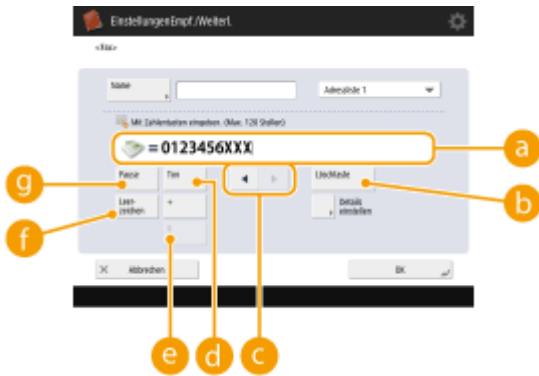 Einstellungen Empf./Weiterl.
<Fax>
Name
Adressliste 1
Mit Zahlentasten eingeben. (Max. 120 Stellen)
= 0123456XXX
a
g
Pause
Ton
Löschtaste
b
f
Leer-
zeichen
+
Details
einstellen
Abbrechen
OK
e
d
c